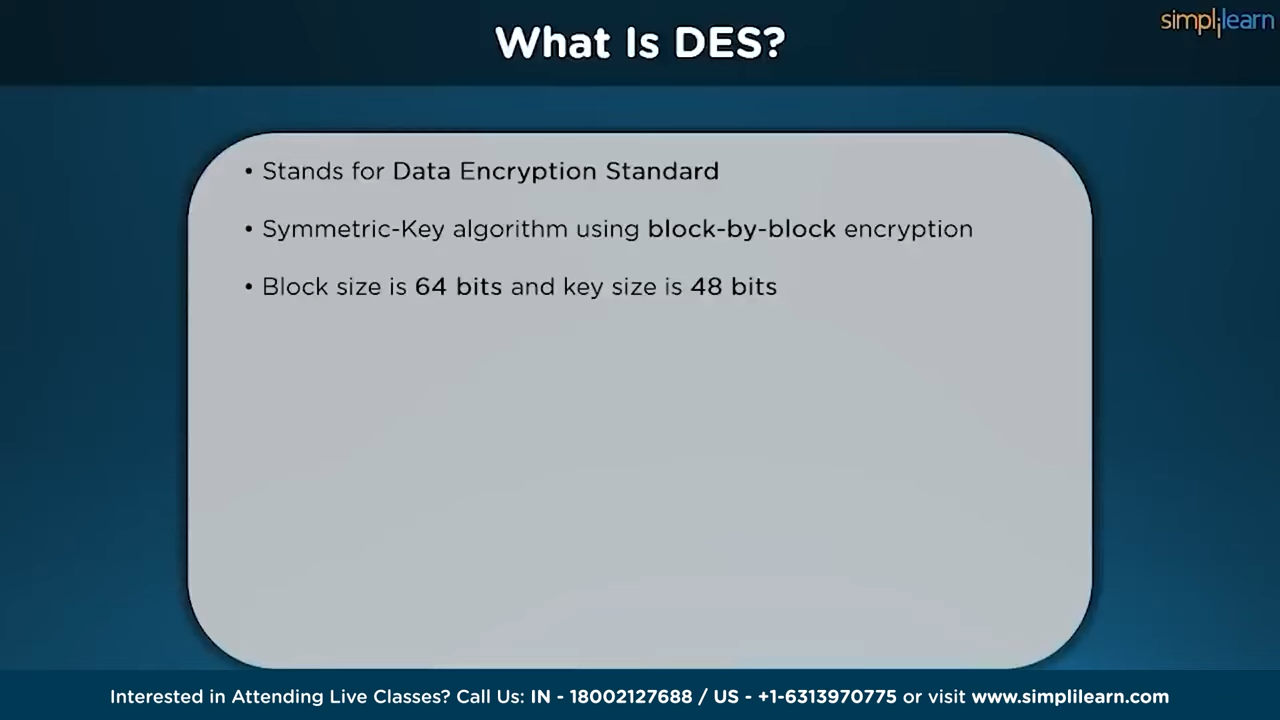 simplilearn
What Is DES?
• Stands for Data Encryption Standard
• Symmetric-Key algorithm using block-by-block encryption
• Block size is 64 bits and key size is 48 bits
Interested in Attending Live Classes? Call Us: IN - 18002127688 / US - +1-6313970775 or visit www.simplilearn.com